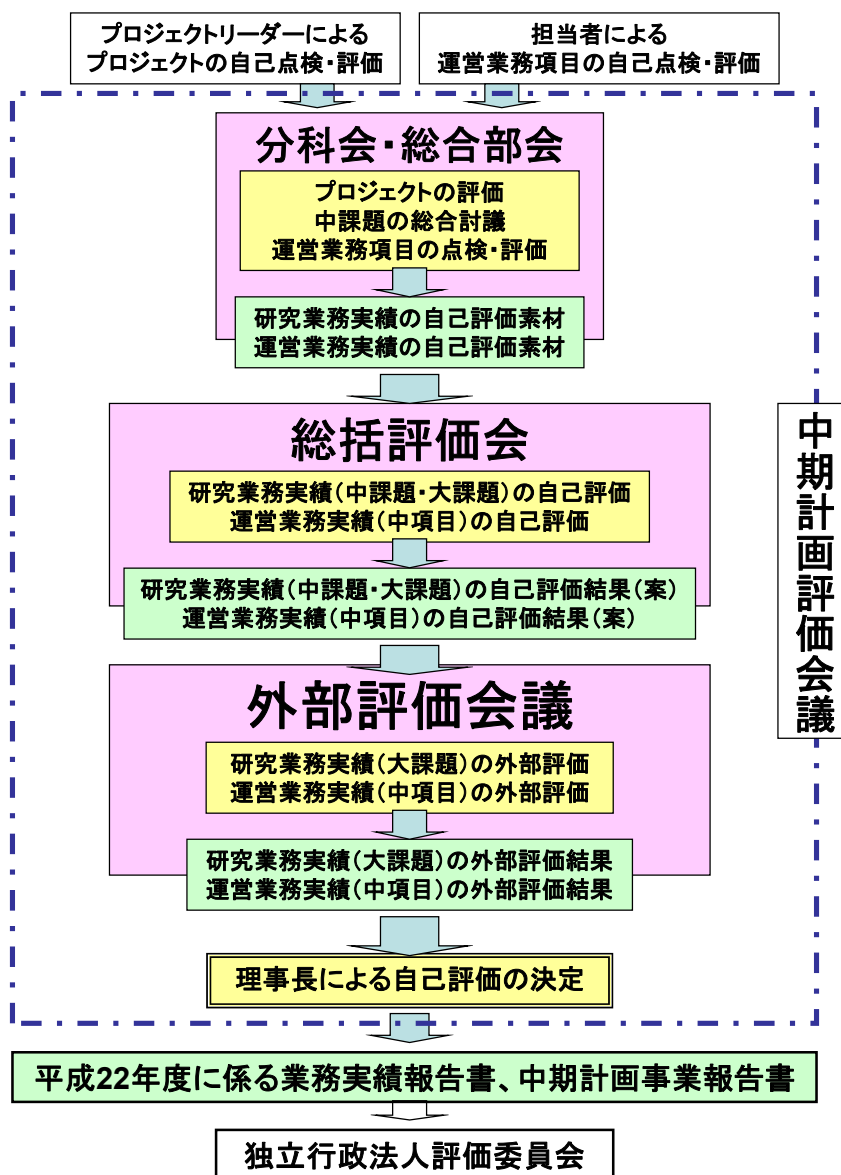 プロジェクトリーダーによる
プロジェクトの自己点検・評価
担当者による
運営業務項目の自己点検・評価
分科会・総合部会
プロジェクトの評価
中課題の総合討議
運営業務項目の点検・評価
研究業務実績の自己評価素材
運営業務実績の自己評価素材
総括評価会
研究業務実績(中課題・大課題)の自己評価
運営業務実績(中項目)の自己評価
研究業務実績(中課題・大課題)の自己評価結果(案)
運営業務実績(中項目)の自己評価結果(案)
外部評価会議
研究業務実績(大課題)の外部評価
運営業務実績(中項目)の外部評価
研究業務実績(大課題)の外部評価結果
運営業務実績(中項目)の外部評価結果
理事長による自己評価の決定
中期計画評価会議
平成22年度に係る業務実績報告書、中期計画事業報告書
独立行政法人評価委員会